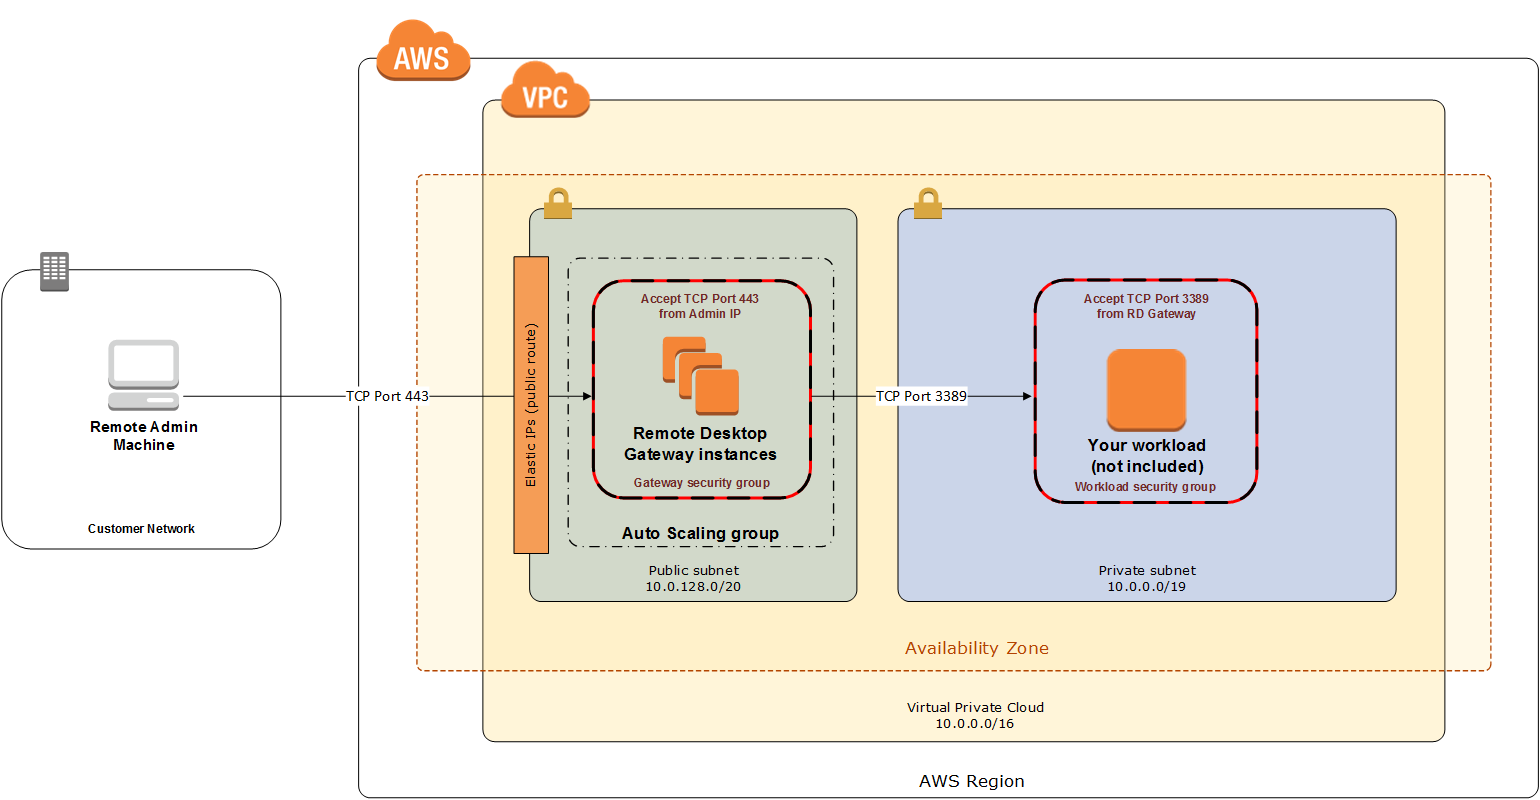 AWS
VPC
Accept TCP Port 443
from Admin IP
Accept TCP Port 3389
from RD Gateway
Elastic IPs (public route)
TCP Port 443
TCP Port 3389
Remote Admin
Machine
Remote Desktop
Gateway instances
Your workload
(not included)
Gateway security group
Workload security group
Customer Network
Auto Scaling group
Public subnet
10.0.128.0/20
Private subnet
10.0.0.0/19
Availability Zone
Virtual Private Cloud
10.0.0.0/16
AWS Region